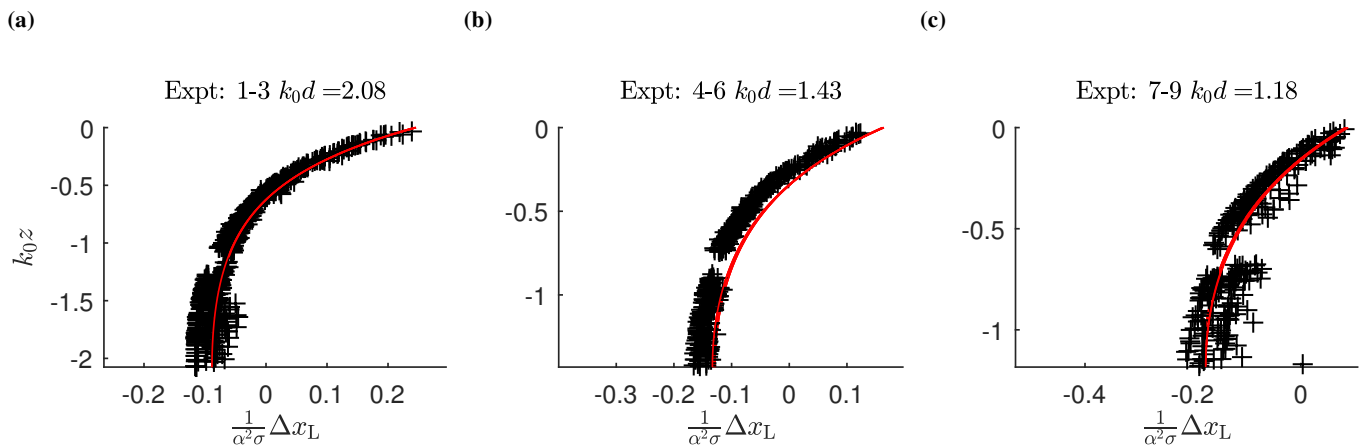 (a)
Expt: 1-3 k₀d =2.08
0
-0.5
-1
-1.5
-2
k₀z
-0.2 -0.1 0 0.1 0.2
1/α²σ Δx_L
(b)
Expt: 4-6 k₀d =1.43
0
-0.5
-1
-0.3 -0.2 -0.1 0 0.1
1/α²σ Δx_L
(c)
Expt: 7-9 k₀d =1.18
0
-0.5
-1
-0.4 -0.2 0
1/α²σ Δx_L